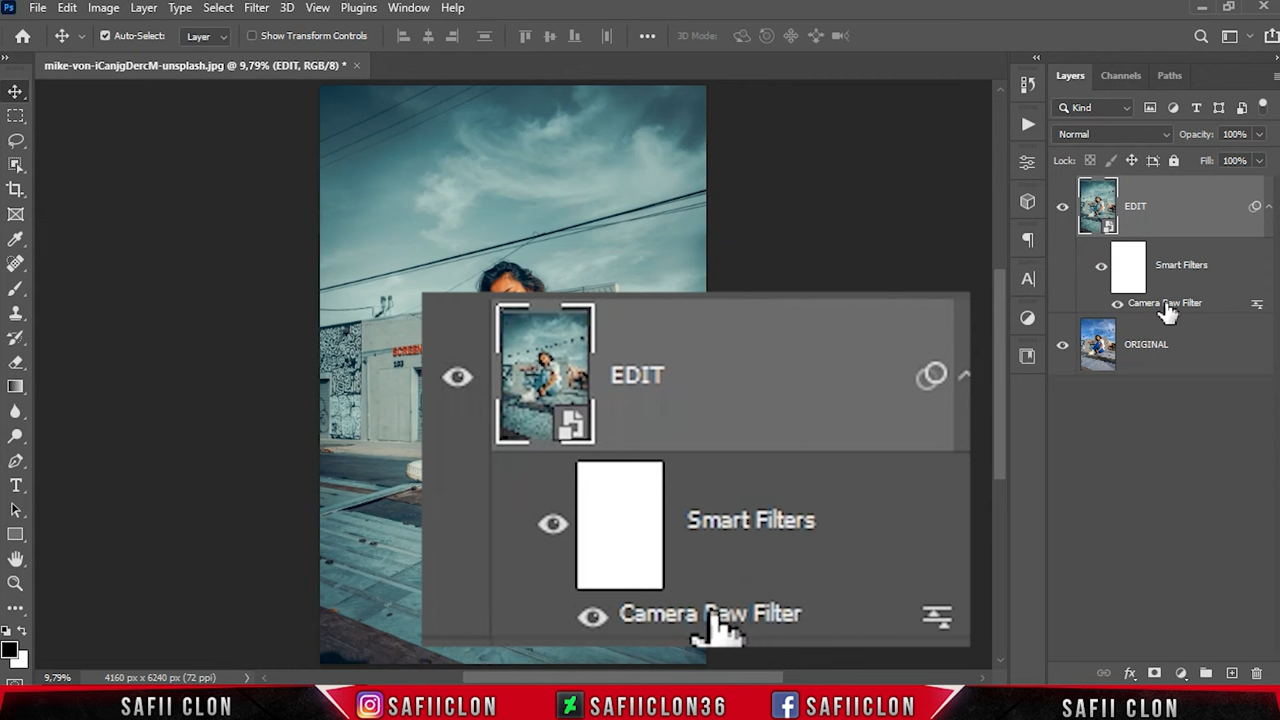 Ps File Edit Image Layer Type Select Filter 3D View Plugins Window Help
Auto-Select: Layer Show Transform Controls 3D Mode:
mike-von-iCanjgDercM-unsplash.jpg @ 9,79% (EDIT, RGB/8) *
Layers Channels Paths
Kind
Normal Opacity: 100%
Lock: Fill: 100%
EDIT
Smart Filters
Camera Raw Filter
ORIGINAL
SCREEN
103
EDIT
Smart Filters
Camera Raw Filter
9,79% 4160 px x 6240 px (72 ppi)
SAFII CLON SAFIICLON SAFIICLON36 SAFIICLON SAFII CLON